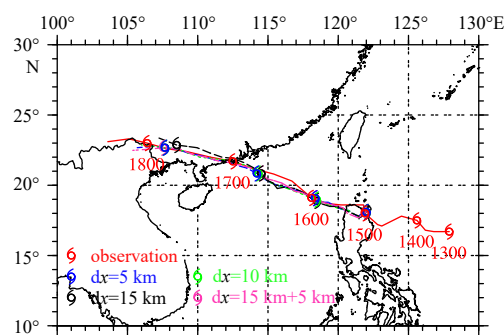 100° 105° 110° 115° 120° 125° 130°E
30°
N
25°
20°
15°
10°
1800
1700
1600
1500
1400
1300
observation
dx=5 km
dx=10 km
dx=15 km
dx=15 km+5 km